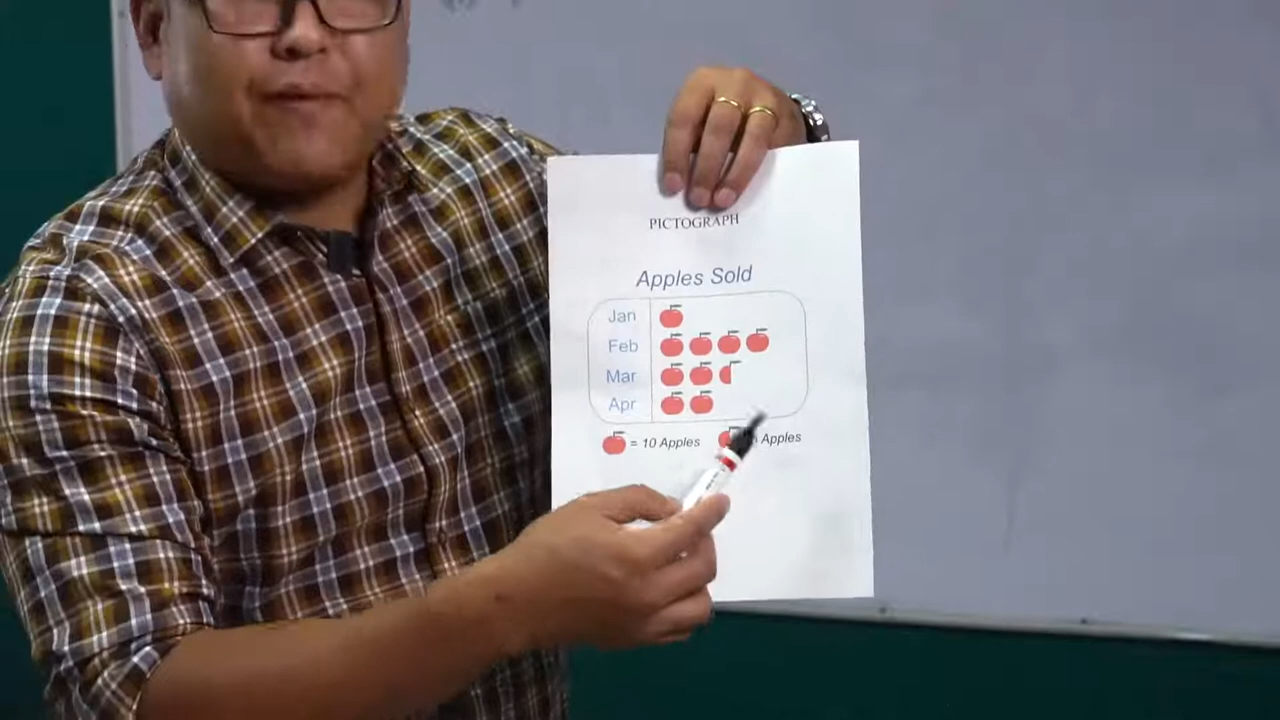 PICTOGRAPH
Apples Sold
Jan
Feb
Mar
Apr
= 10 Apples Apples